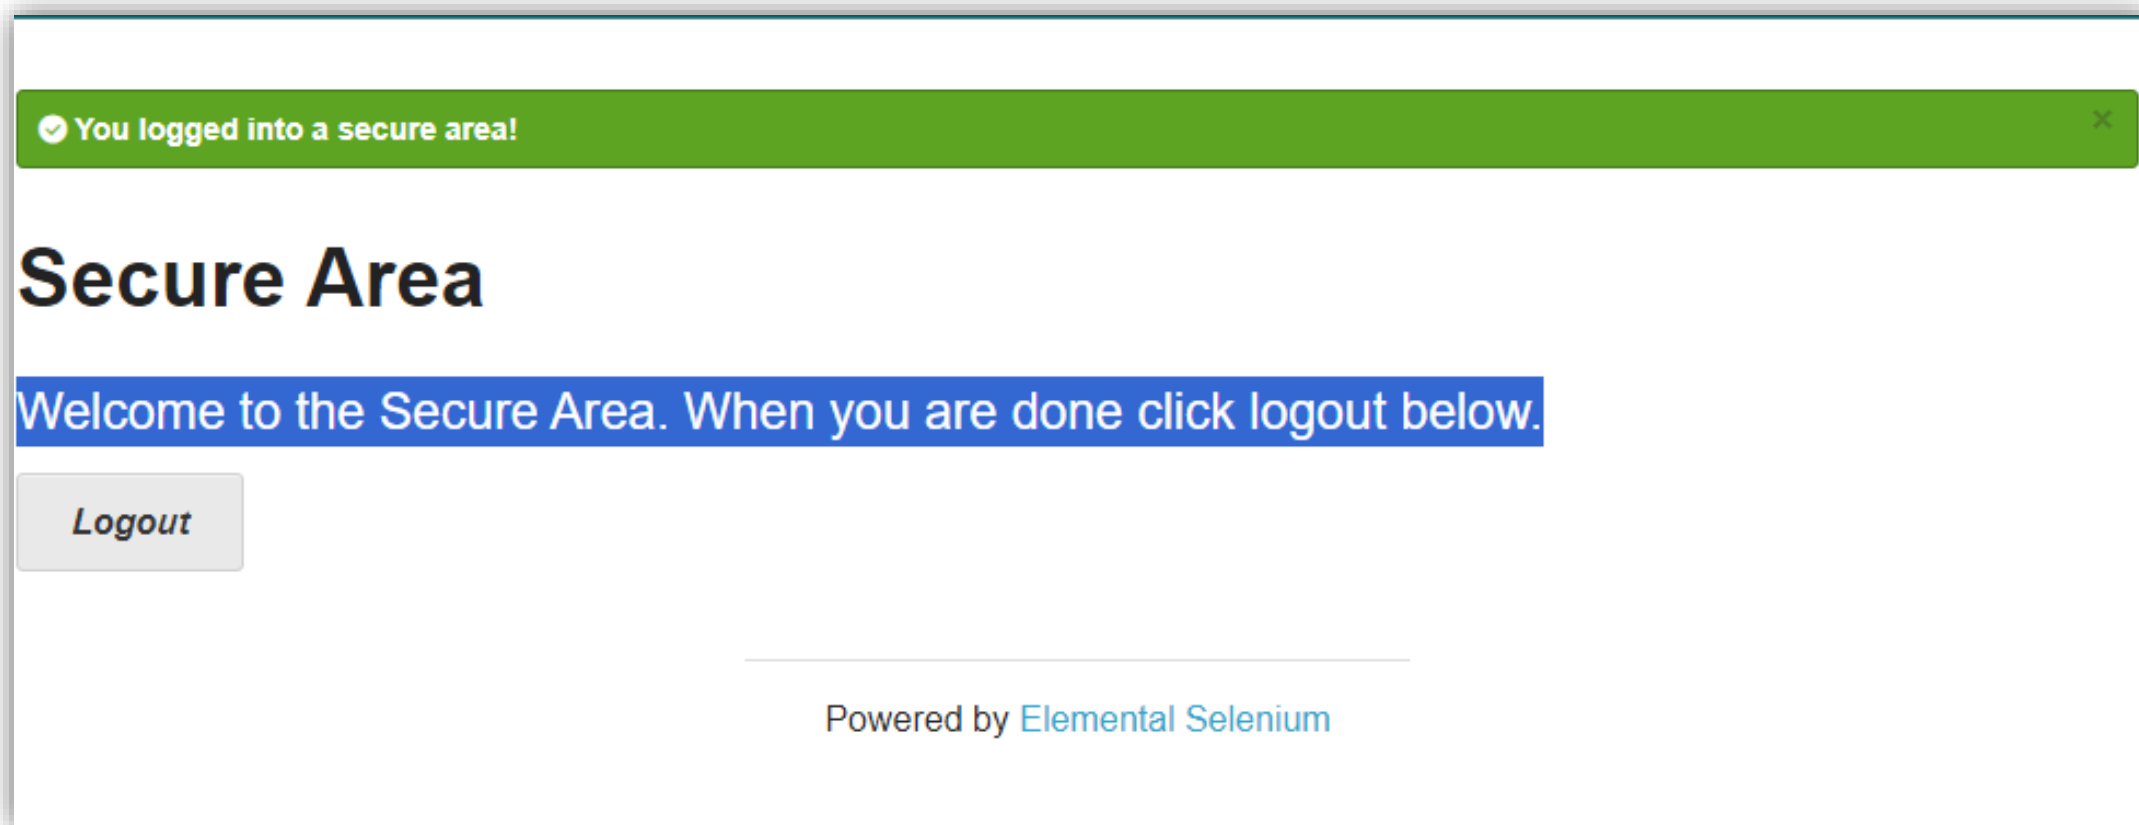 You logged into a secure area! ×
Secure Area
Welcome to the Secure Area. When you are done click logout below.
Logout
Powered by Elemental Selenium